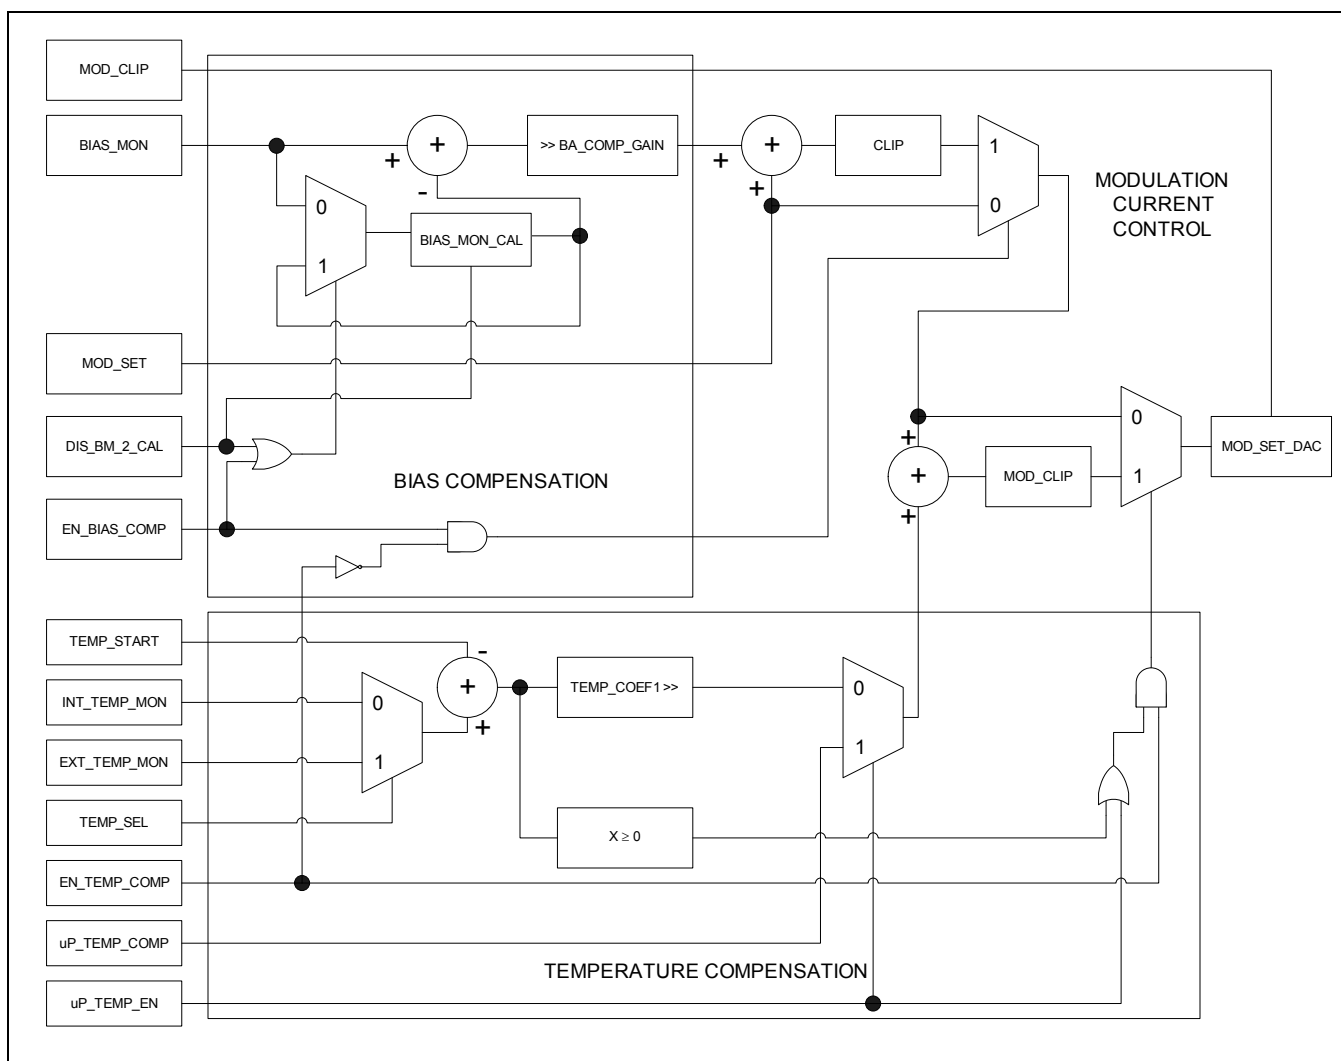 MOD_CLIP
BIAS_MON
+
+
-
>> BA_COMP_GAIN
+
+
+
CLIP
1
0
MODULATION
CURRENT
CONTROL
0
1
BIAS_MON_CAL
MOD_SET
DIS_BM_2_CAL
BIAS COMPENSATION
EN_BIAS_COMP
+
+
+
MOD_CLIP
0
1
MOD_SET_DAC
TEMP_START
-
+
+
INT_TEMP_MON
0
1
EXT_TEMP_MON
TEMP_SEL
TEMP_COEF1 >>
0
1
X ≥ 0
EN_TEMP_COMP
uP_TEMP_COMP
TEMPERATURE COMPENSATION
uP_TEMP_EN